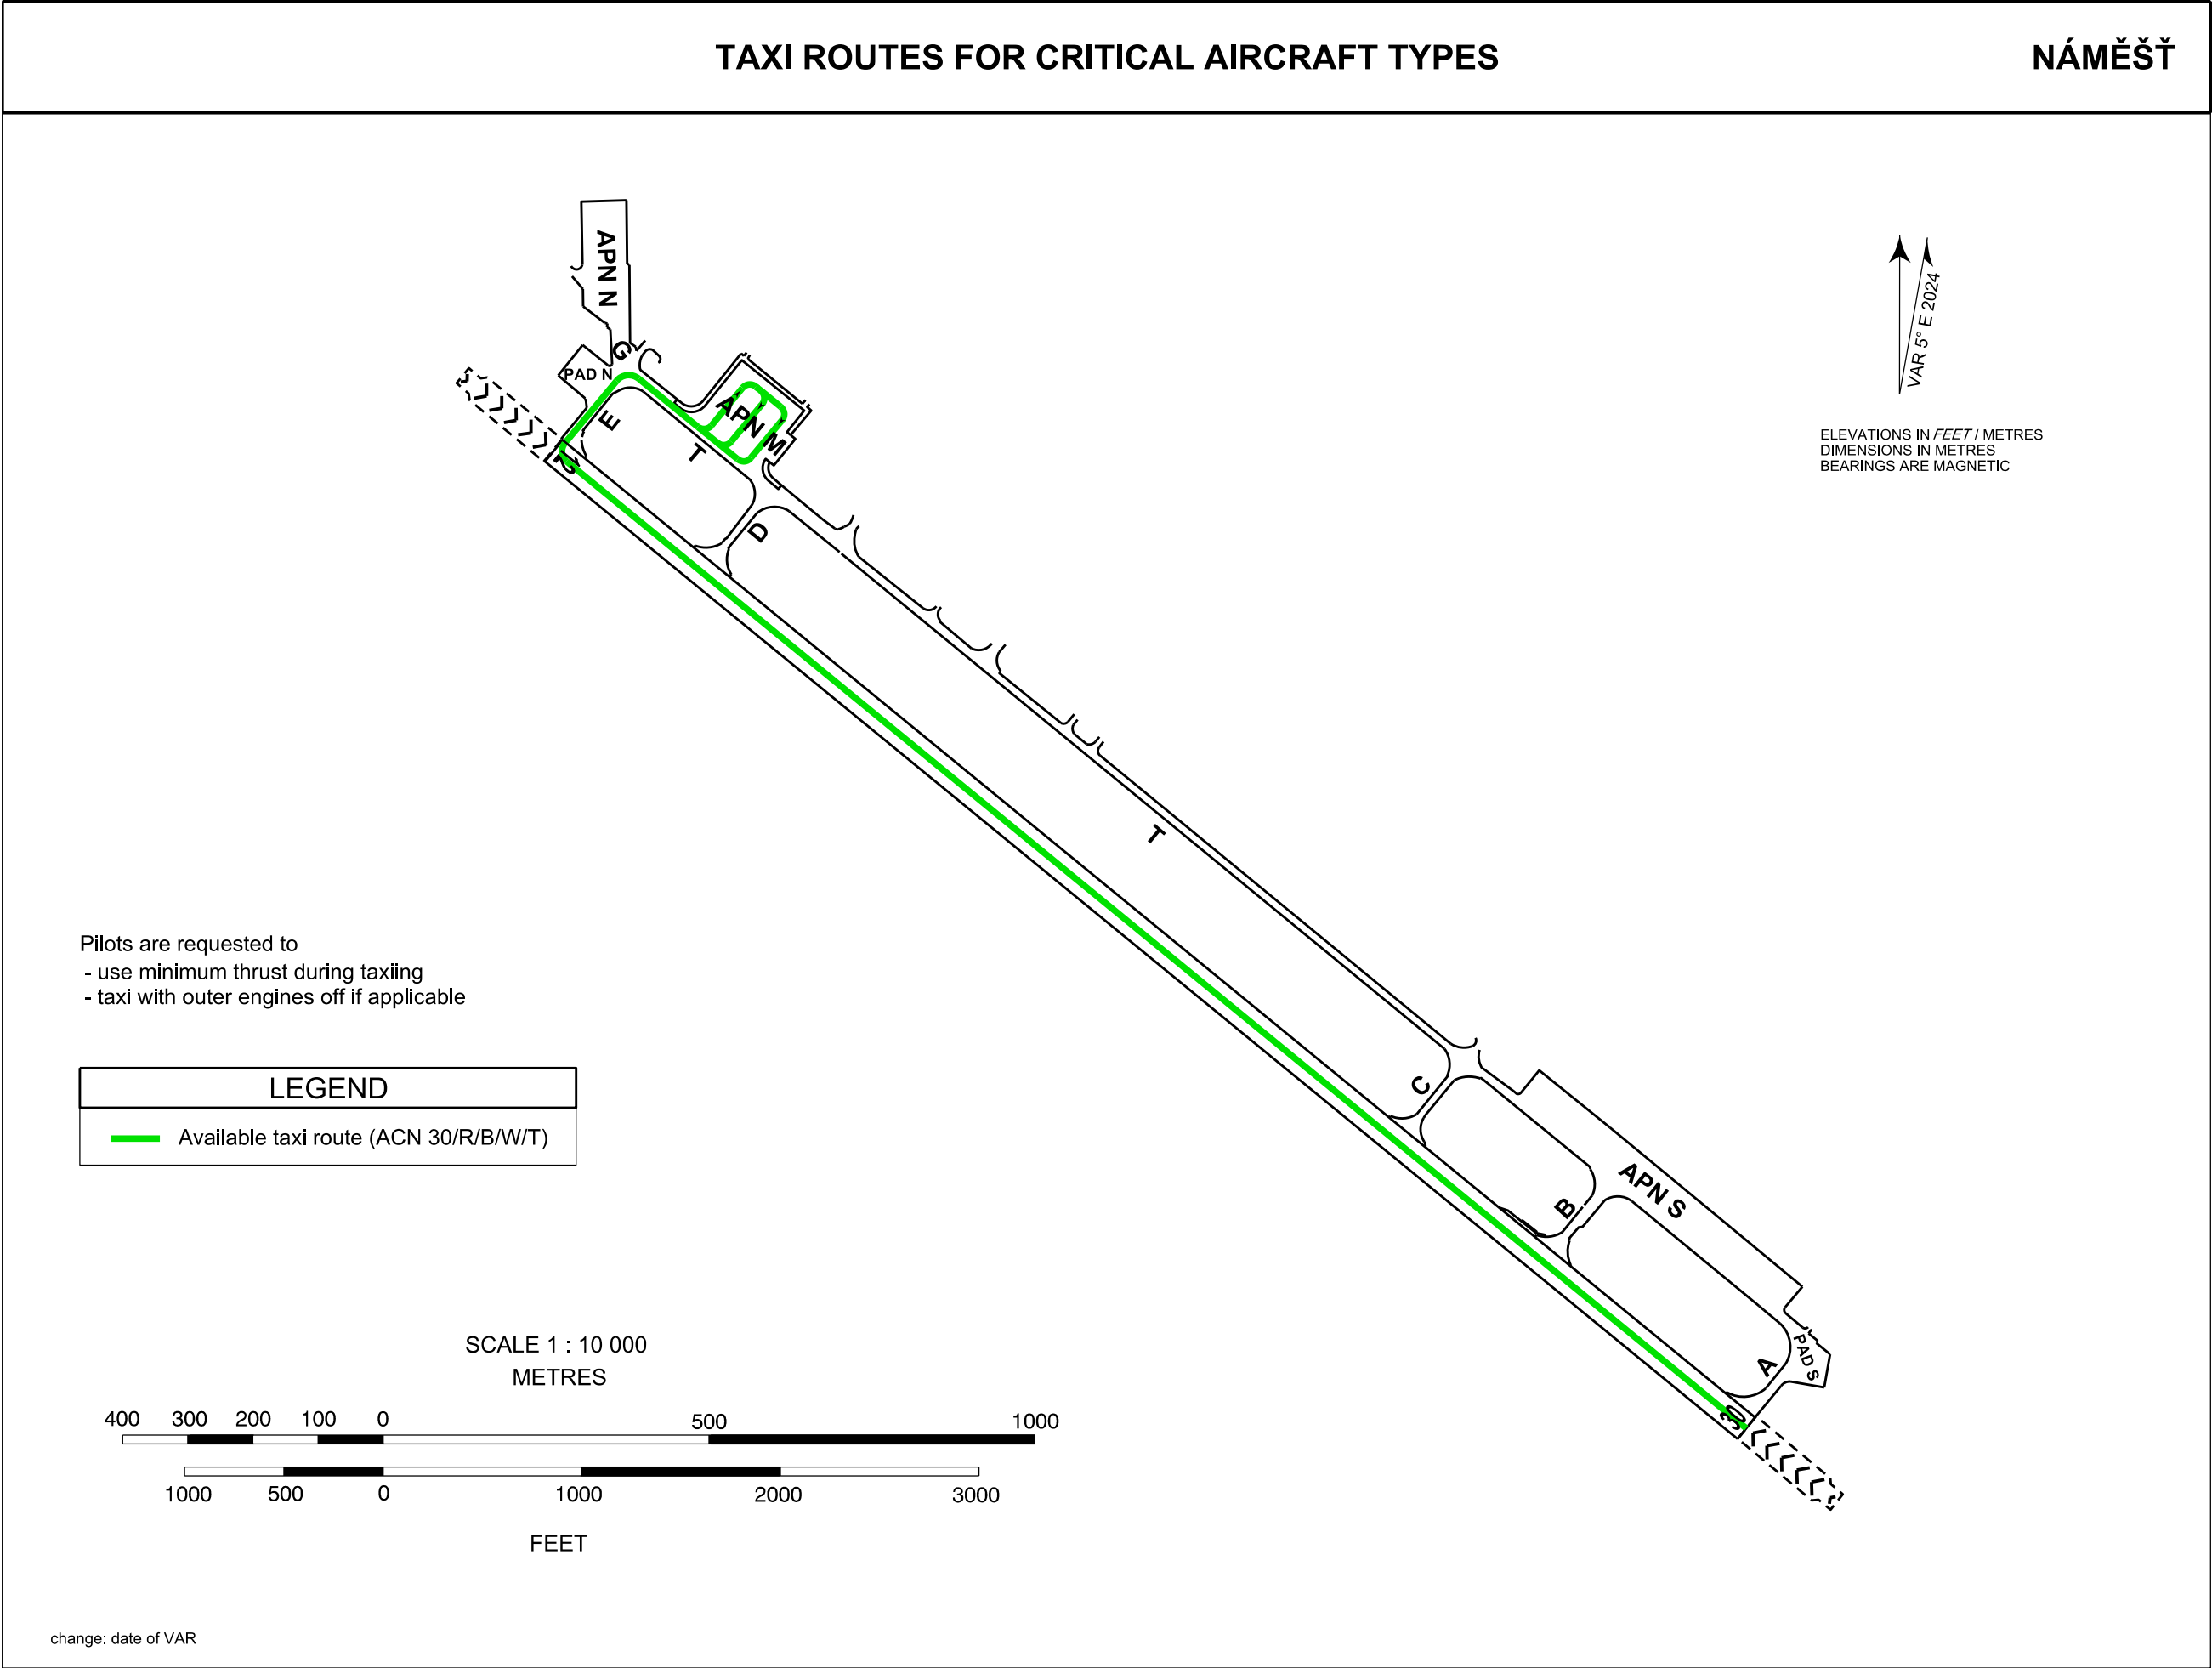 TAXI ROUTES FOR CRITICAL AIRCRAFT TYPES
NÁMĚŠŤ
APN N
G
PAD N
E
T
APN M
12
D
VAR 5° E 2024
ELEVATIONS IN FEET / METRES
DIMENSIONS IN METRES
BEARINGS ARE MAGNETIC
T
Pilots are requested to
- use minimum thrust during taxiing
- taxi with outer engines off if applicable
LEGEND
Available taxi route (ACN 30/R/B/W/T)
C
B
APN S
A
PAD S
30
SCALE 1 : 10 000
METRES
400 300 200 100 0 500 1000
1000 500 0 1000 2000 3000
FEET
change: date of VAR